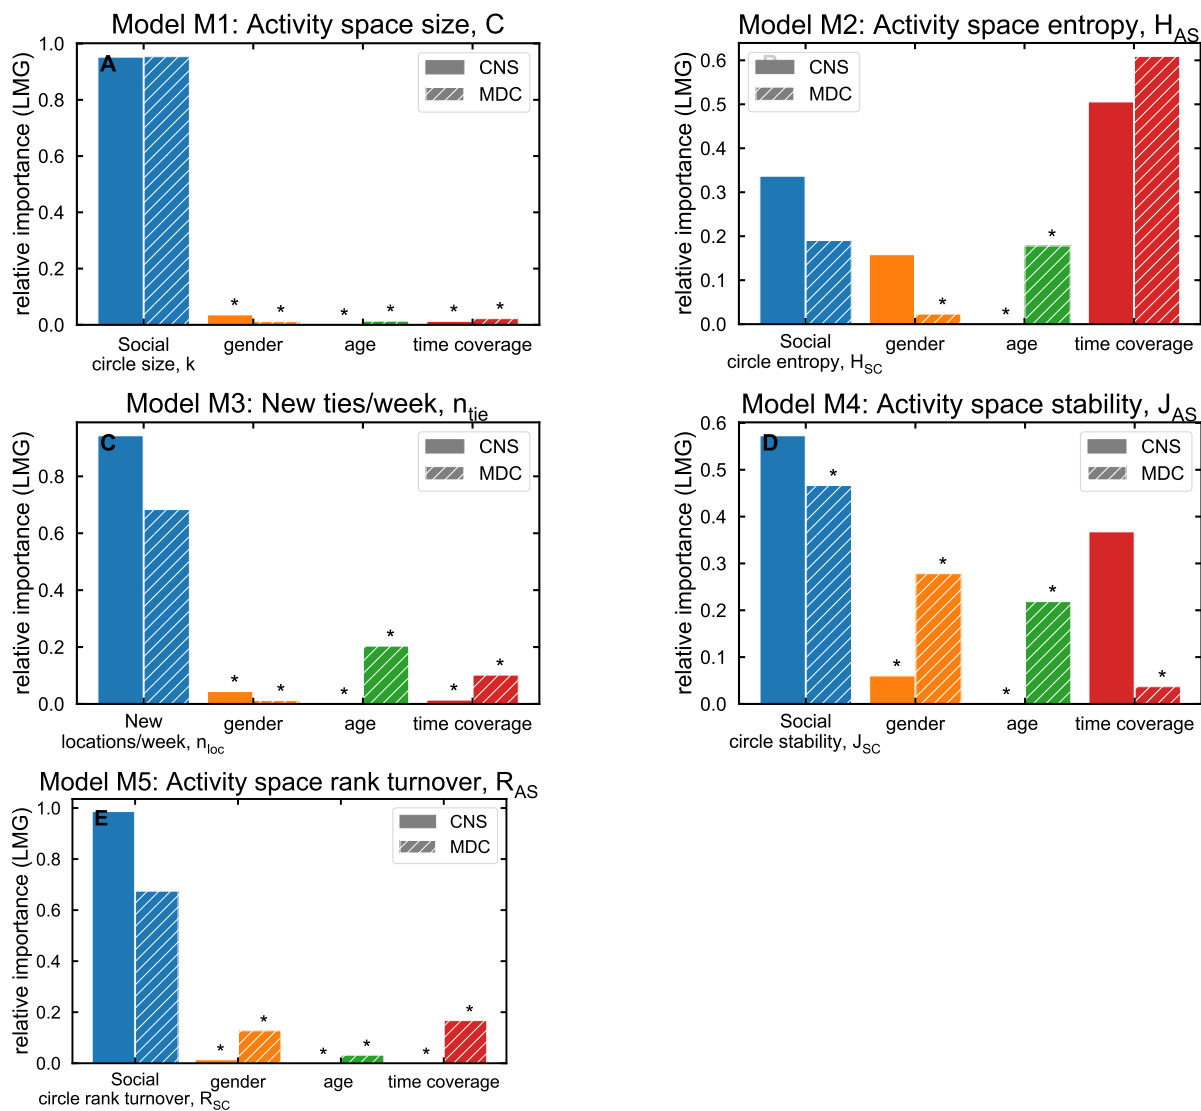 Model M1: Activity space size, C
relative importance (LMG)
1.0
0.8
0.6
0.4
0.2
0.0
A
CNS
MDC
* * * * * *
Social
circle size, k
gender
age
time coverage
Model M2: Activity space entropy, H_AS
relative importance (LMG)
0.6
0.5
0.4
0.3
0.2
0.1
0.0
CNS
MDC
* * *
Social
circle entropy, H_SC
gender
age
time coverage
Model M3: New ties/week, n_tie
relative importance (LMG)
0.8
0.6
0.4
0.2
0.0
C
CNS
MDC
* * * * * *
New
locations/week, n_loc
gender
age
time coverage
Model M4: Activity space stability, J_AS
relative importance (LMG)
0.6
0.5
0.4
0.3
0.2
0.1
0.0
D
CNS
MDC
* * * * * *
Social
circle stability, J_SC
gender
age
time coverage
Model M5: Activity space rank turnover, R_AS
relative importance (LMG)
1.0
0.8
0.6
0.4
0.2
0.0
E
CNS
MDC
* * * * * *
Social
circle rank turnover, R_SC
gender
age
time coverage